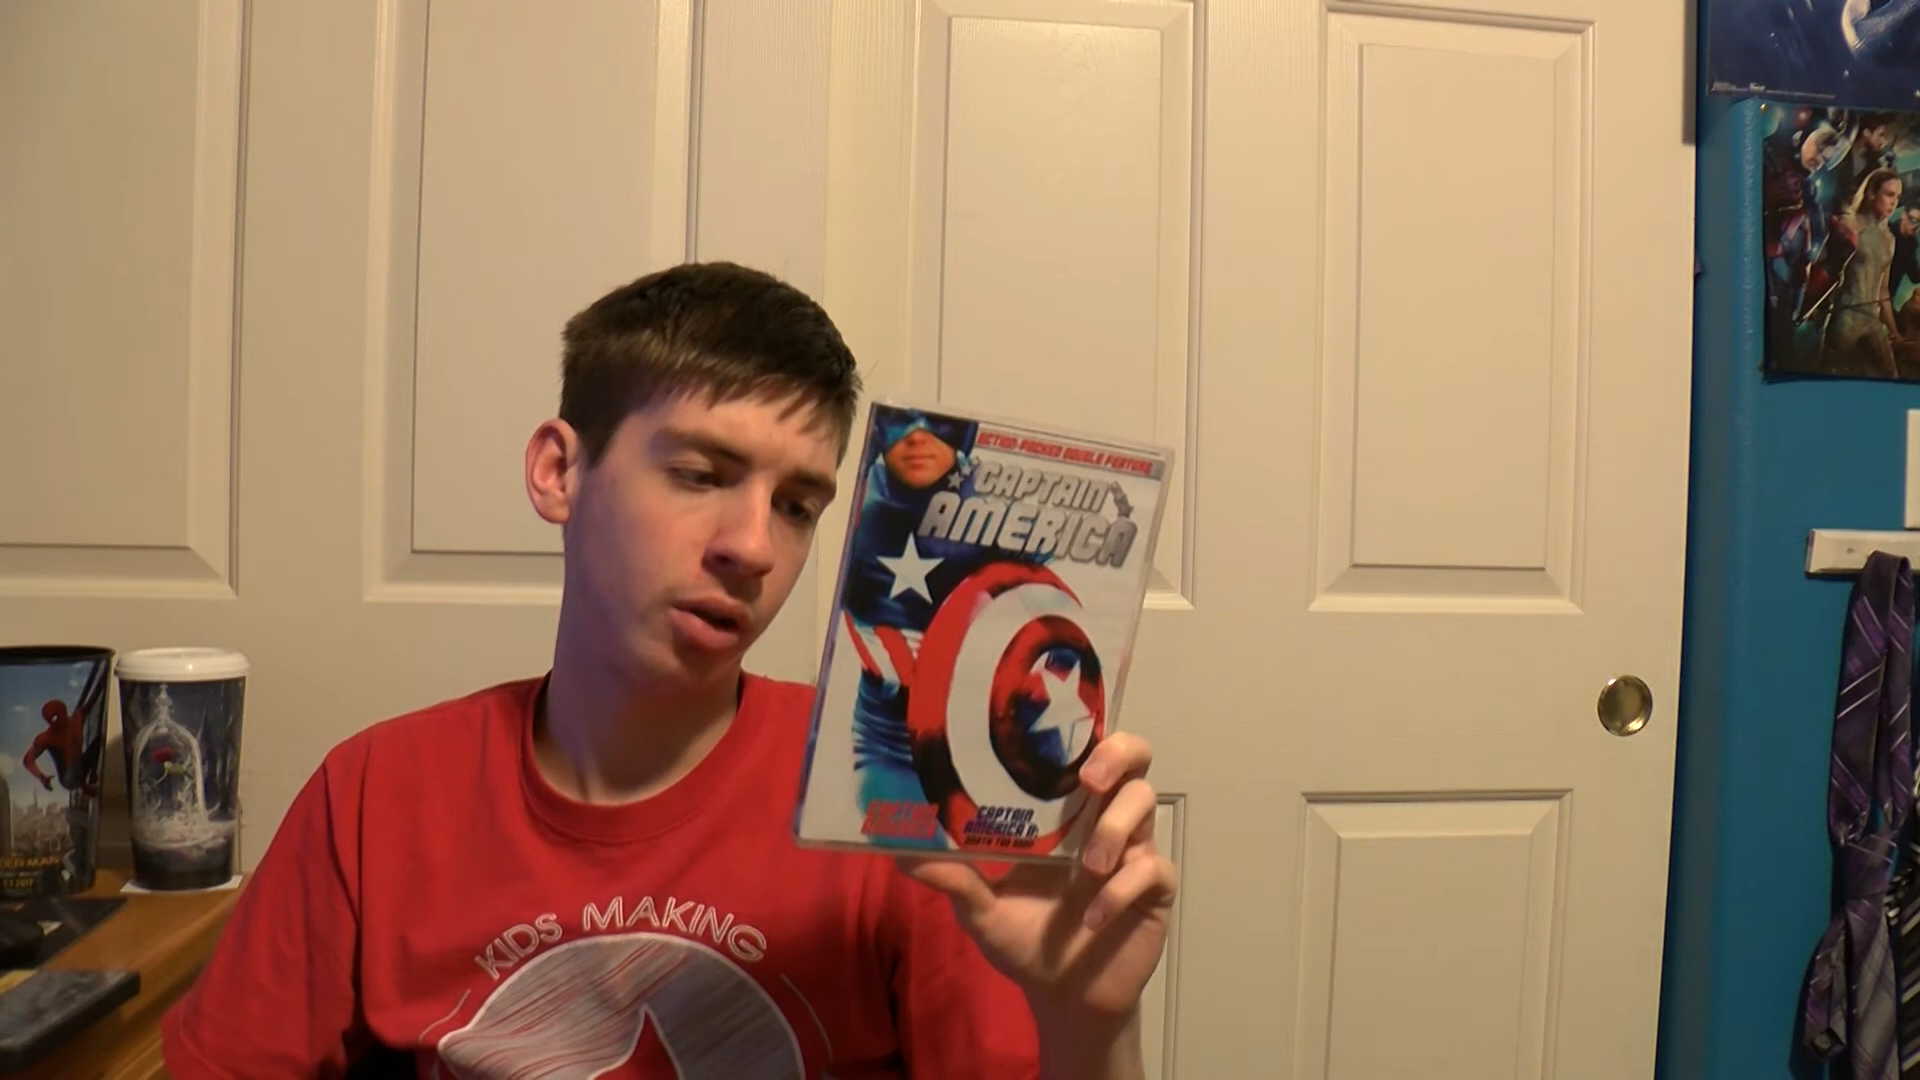 ACTION-PACKED DOUBLE FEATURE
CAPTAIN
AMERICA
CAPTAIN
AMERICA
CAPTAIN
AMERICA II:
DEATH TOO SOON
KIDS MAKING